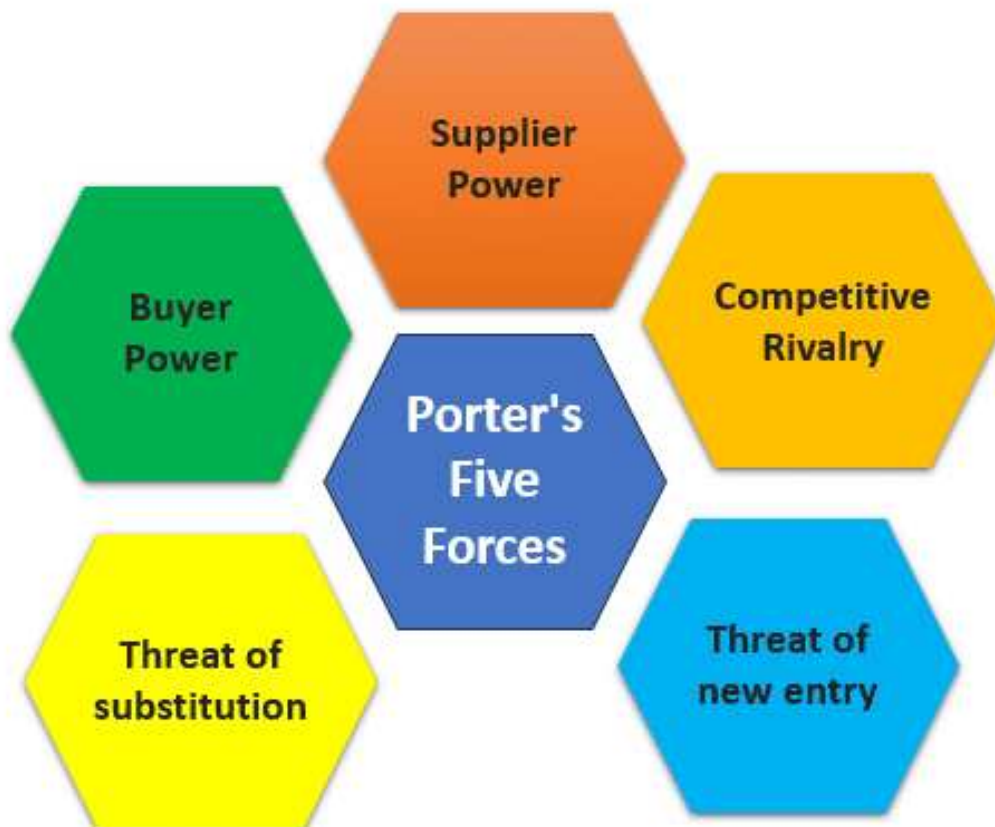 Supplier
Power
Buyer
Power
Competitive
Rivalry
Porter's
Five
Forces
Threat of
substitution
Threat of
new entry